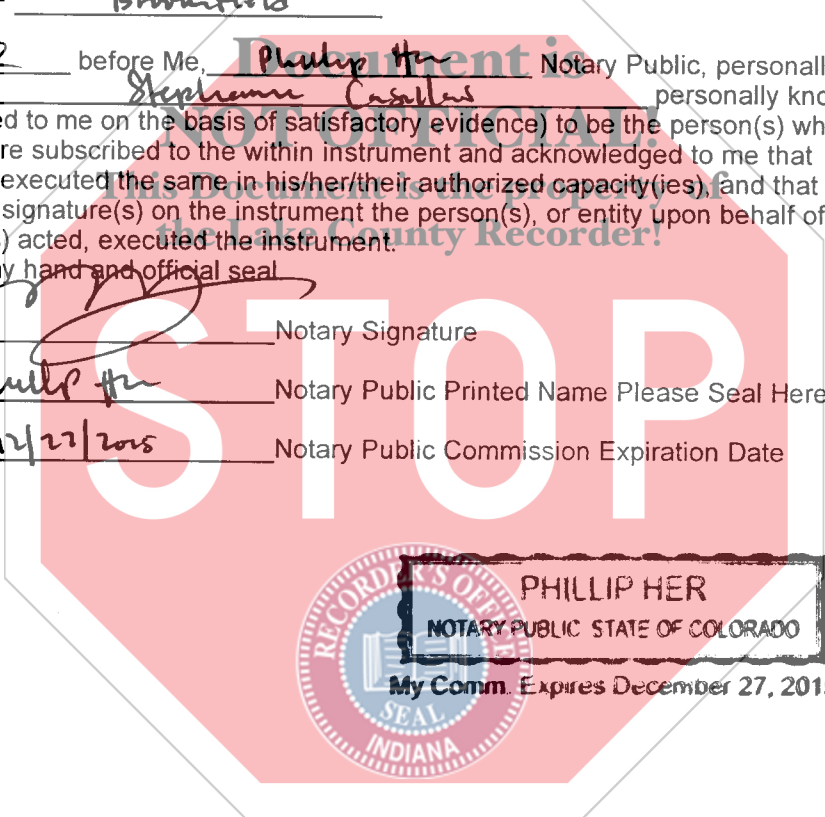 Broomfield
before Me, Phillip Her Notary Public, personall
Stephanie Casallas personally kno
ed to me on the basis of satisfactory evidence) to be the person(s) wh
re subscribed to the within instrument and acknowledged to me that
executed the same in his/her/their authorized capacity(ies), and that
signature(s) on the instrument the person(s), or entity upon behalf of
) acted, executed the instrument.
y hand and official seal
Notary Signature
Phillip Her Notary Public Printed Name Please Seal Here
12/27/2015 Notary Public Commission Expiration Date
Document is
NOT OFFICIAL!
This Document is the property of
the Lake County Recorder!
STOP
PHILLIP HER
NOTARY PUBLIC STATE OF COLORADO
My Comm. Expires December 27, 201
RECORDER'S OFFICE
SEAL
INDIANA